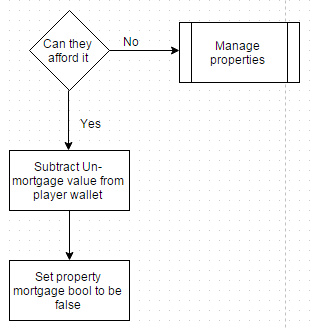 Can they
afford it
No
Manage
properties
Yes
Subtract Un-
mortgage value from
player wallet
Set property
mortgage bool to be
false